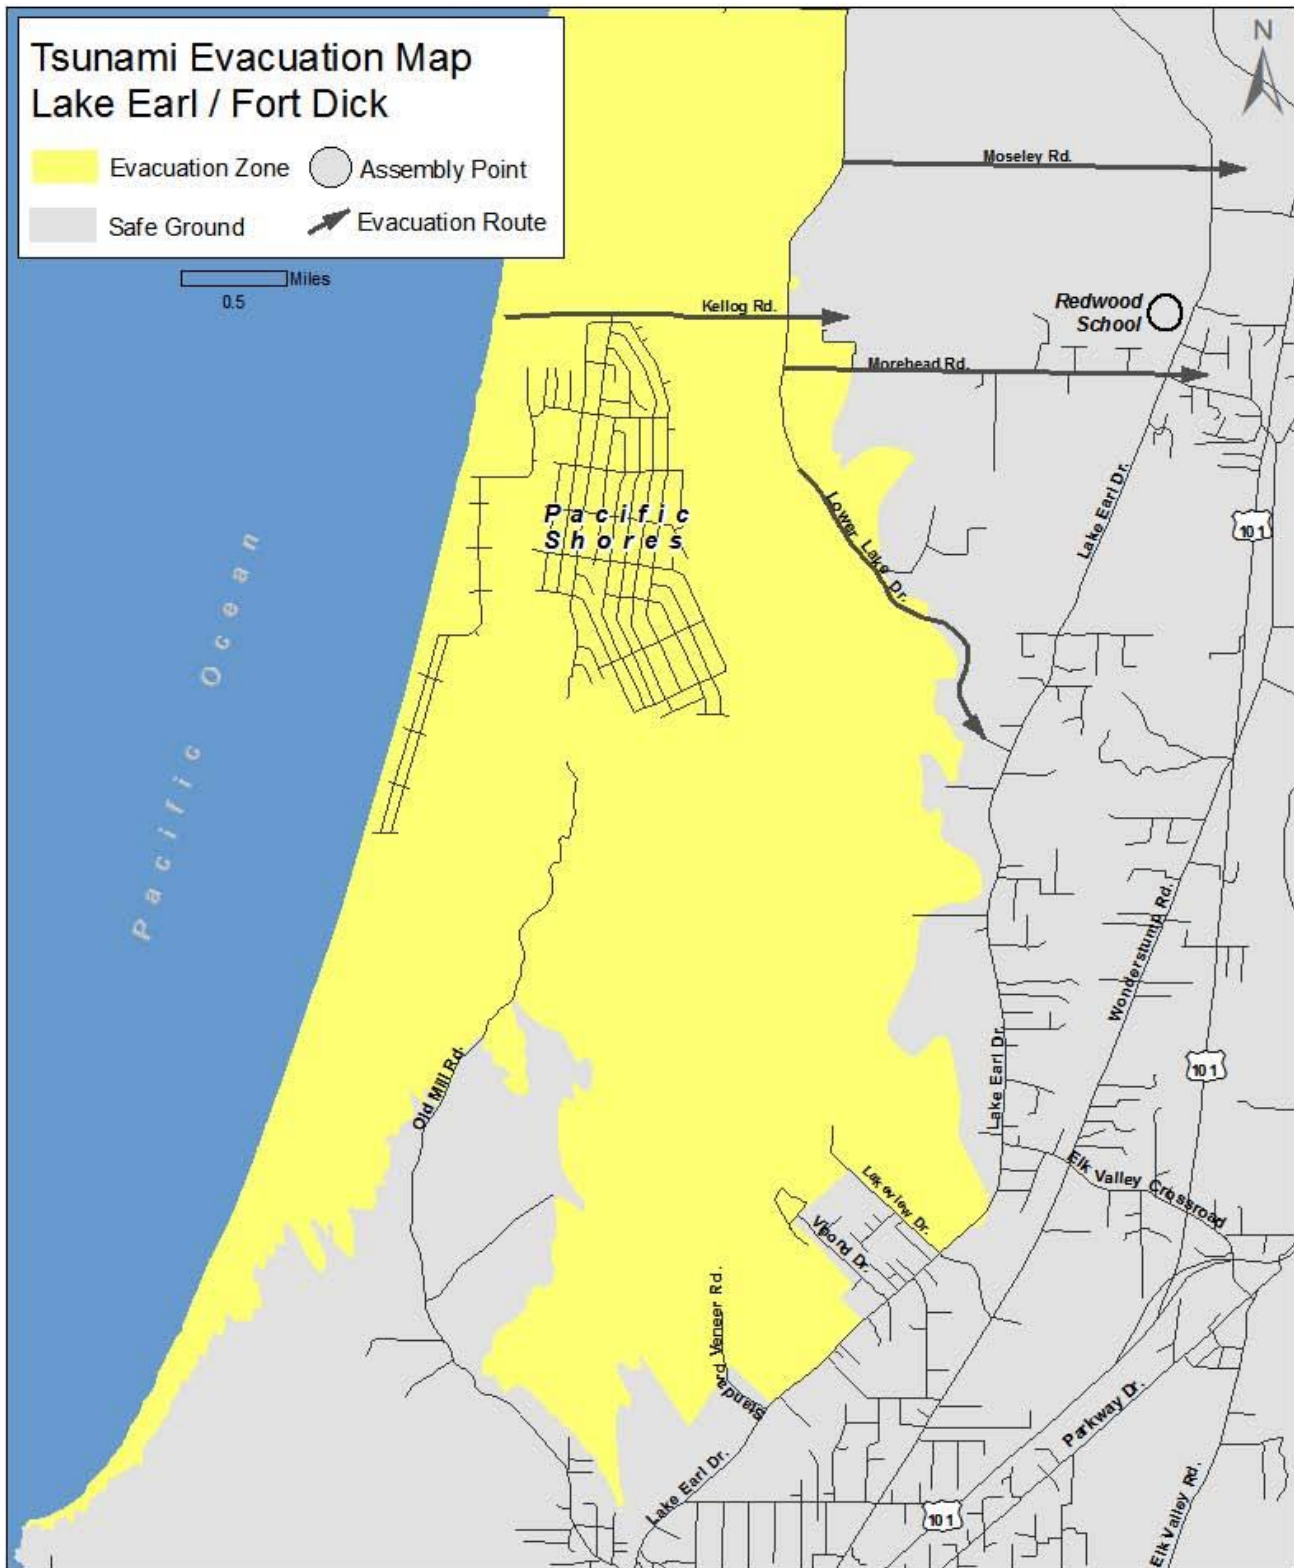 Tsunami Evacuation Map
Lake Earl / Fort Dick
Evacuation Zone
Assembly Point
Safe Ground
Evacuation Route
Miles
0.5
N
Moseley Rd.
Kellog Rd.
Redwood
School
Morehead Rd.
Lake Earl Dr.
101
Pacific
Shores
Lower Lake Dr.
Pacific Ocean
Wonderstump Rd.
Old Mill Rd.
Lake Earl Dr.
101
Elk Valley Crossroad
Lakeview Dr.
Vipond Dr.
Standard Veneer Rd.
Parkway Dr.
Lake Earl Dr.
101
Elk Valley Rd.